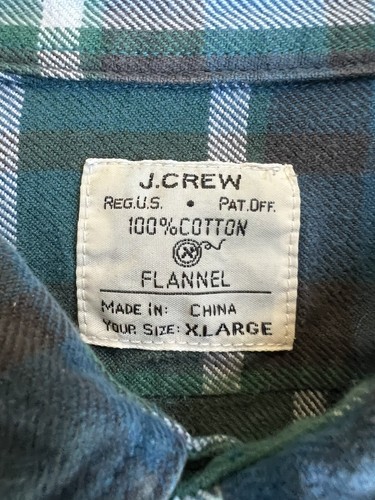 J.CREW
REG.U.S. • PAT.OFF.
100%COTTON
FLANNEL
MADE IN: CHINA
YOUR SIZE: X.LARGE